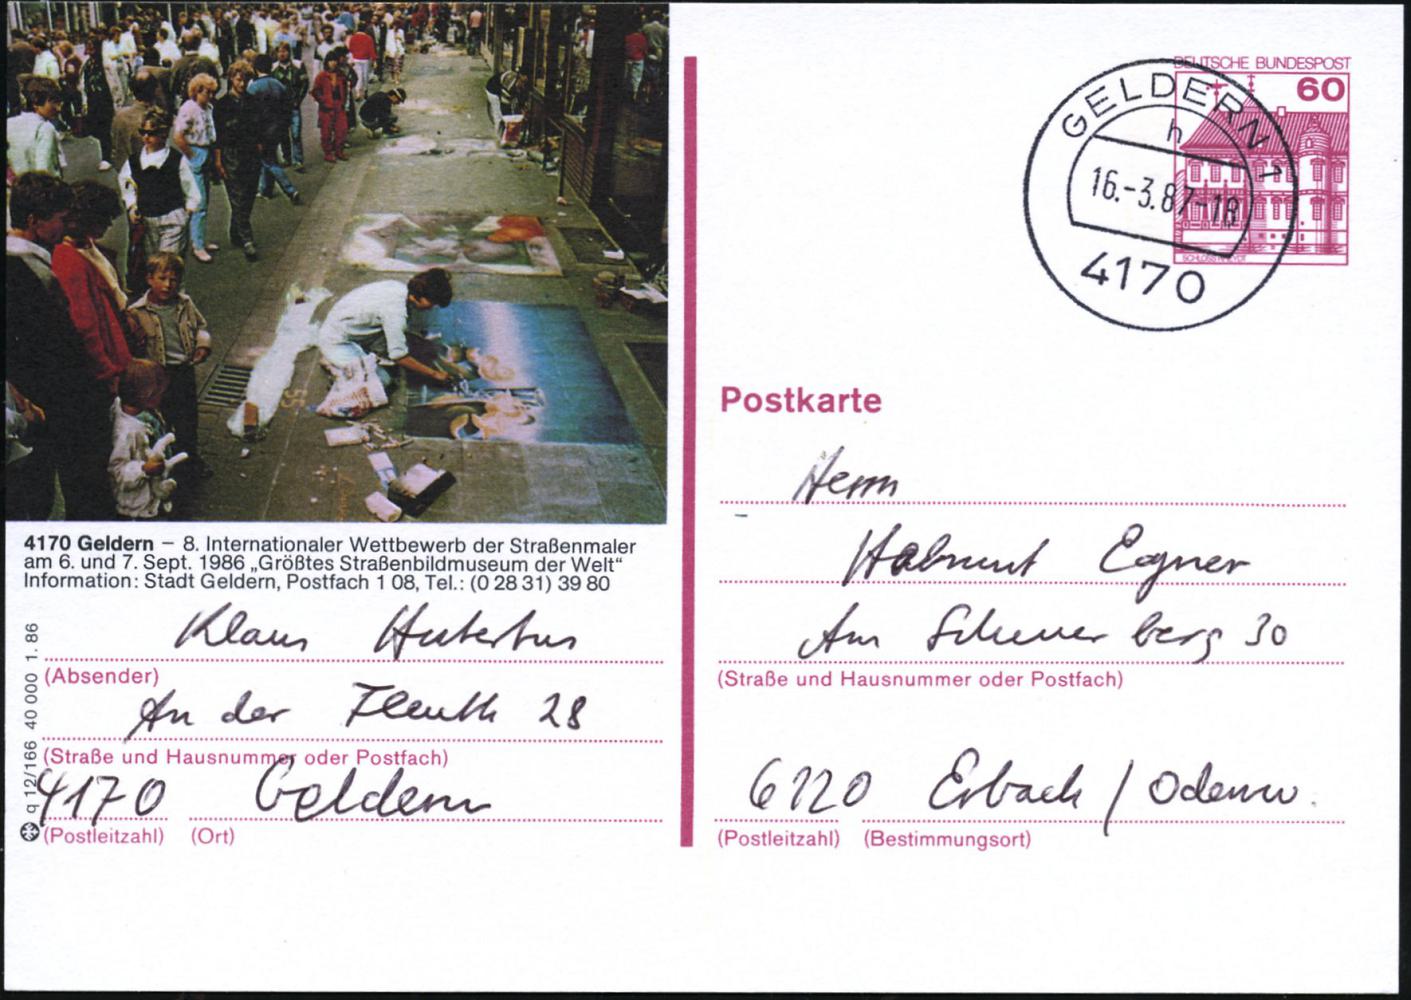 4170 Geldern – 8. Internationaler Wettbewerb der Straßenmaler
am 6. und 7. Sept. 1986 „Größtes Straßenbildmuseum der Welt“
Information: Stadt Geldern, Postfach 1 08, Tel.: (0 28 31) 39 80
Klaus Hubertus
(Absender)
An der Fleuth 28
(Straße und Hausnummer oder Postfach)
4170 Geldern
(Postleitzahl) (Ort)
q 12/166 40 000 1. 86
DEUTSCHE BUNDESPOST
60
SCHLOSS RHEYDT
GELDERN 1
h
16.-3.87-18
4170
Postkarte
Herrn
Helmut Egner
Am Scheuerberg 30
(Straße und Hausnummer oder Postfach)
6120 Erbach / Odenw.
(Postleitzahl) (Bestimmungsort)